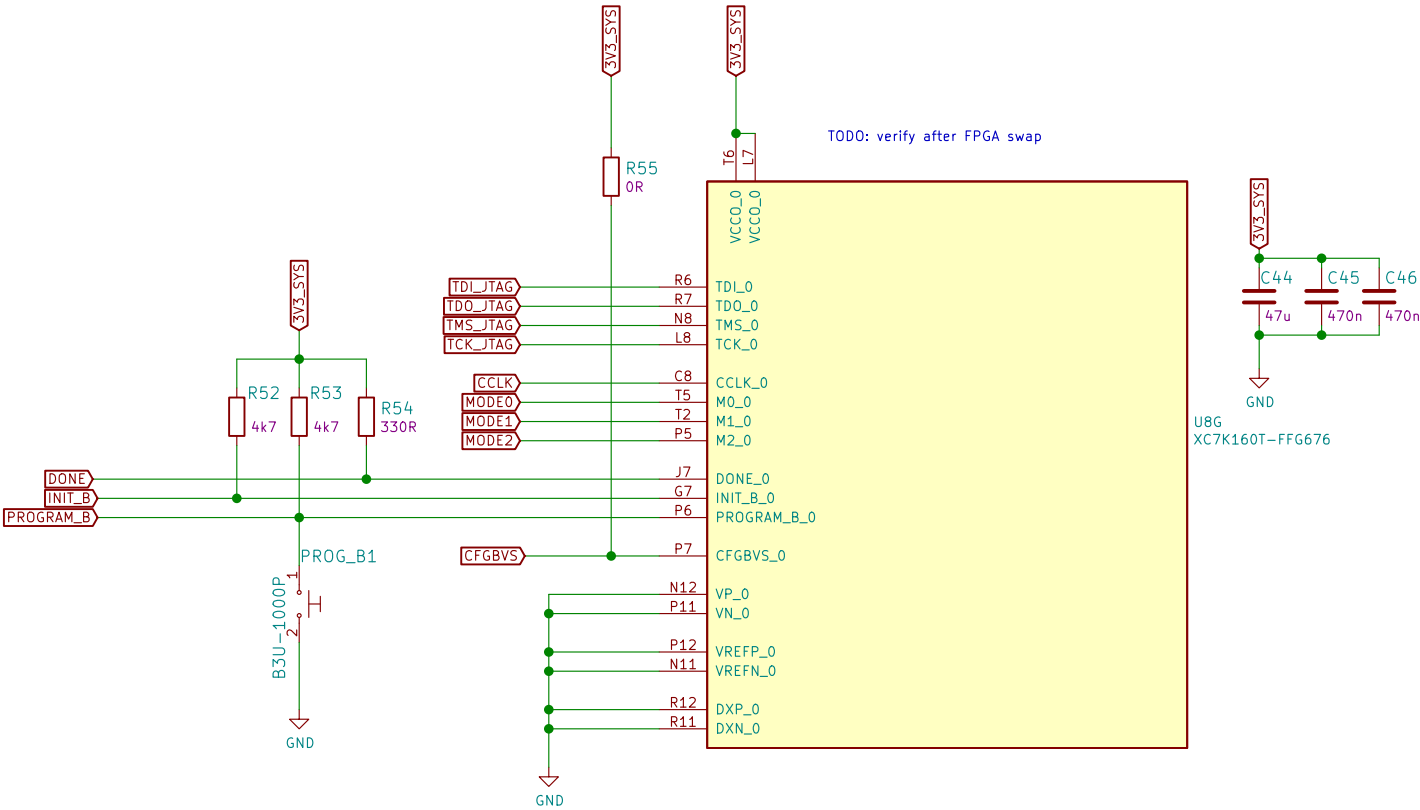 3V3_SYS
3V3_SYS
TODO: verify after FPGA swap
T6
L7
R55
0R
VCCO_0
VCCO_0
3V3_SYS
C44
47u
C45
470n
C46
470n
GND
TDI_JTAG
R6
TDI_0
TDO_JTAG
R7
TDO_0
TMS_JTAG
N8
TMS_0
TCK_JTAG
L8
TCK_0
3V3_SYS
CCLK
C8
CCLK_0
MODE0
T5
M0_0
MODE1
T2
M1_0
MODE2
P5
M2_0
U8G
XC7K160T-FFG676
R52
4k7
R53
4k7
R54
330R
DONE
J7
DONE_0
INIT_B
G7
INIT_B_0
PROGRAM_B
P6
PROGRAM_B_0
CFGBVS
P7
CFGBVS_0
PROG_B1
1
B3U-1000P
2
GND
N12
VP_0
P11
VN_0
P12
VREFP_0
N11
VREFN_0
R12
DXP_0
R11
DXN_0
GND